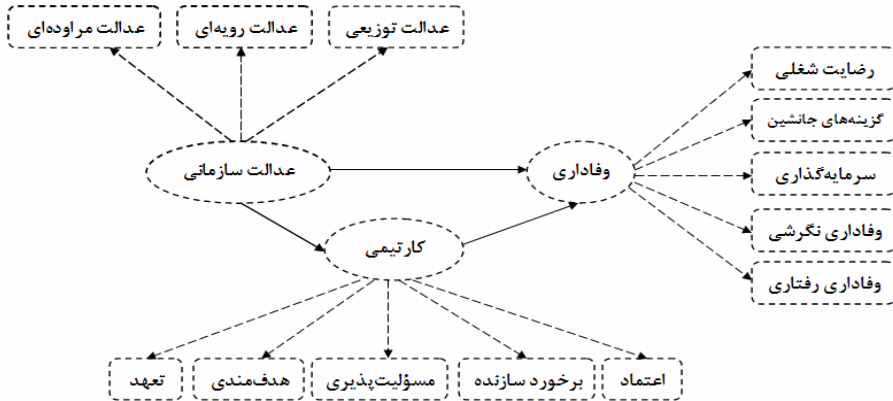 عدالت توزیعی
عدالت رویه‌ای
عدالت مراوده‌ای
رضایت شغلی
گزینه‌های جانشین
عدالت سازمانی
وفاداری
سرمایه‌گذاری
وفاداری نگرشی
کارتیمی
وفاداری رفتاری
اعتماد
برخورد سازنده
مسؤلیت‌پذیری
هدف‌مندی
تعهد